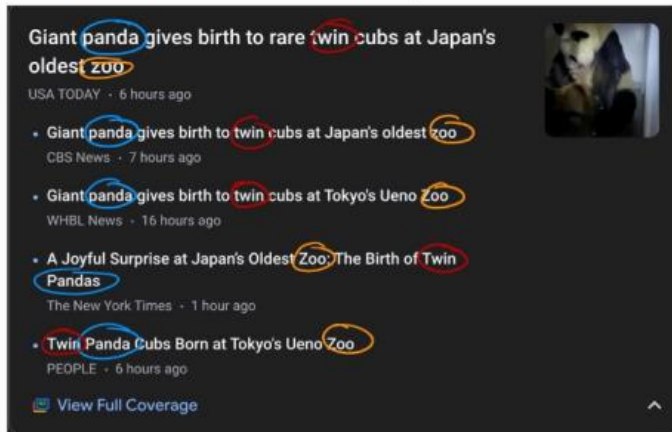 Giant panda gives birth to rare twin cubs at Japan's
oldest zoo
USA TODAY · 6 hours ago
• Giant panda gives birth to twin cubs at Japan's oldest zoo
CBS News · 7 hours ago
• Giant panda gives birth to twin cubs at Tokyo's Ueno Zoo
WHBL News · 16 hours ago
• A Joyful Surprise at Japan's Oldest Zoo: The Birth of Twin
Pandas
The New York Times · 1 hour ago
• Twin Panda Cubs Born at Tokyo's Ueno Zoo
PEOPLE · 6 hours ago
View Full Coverage